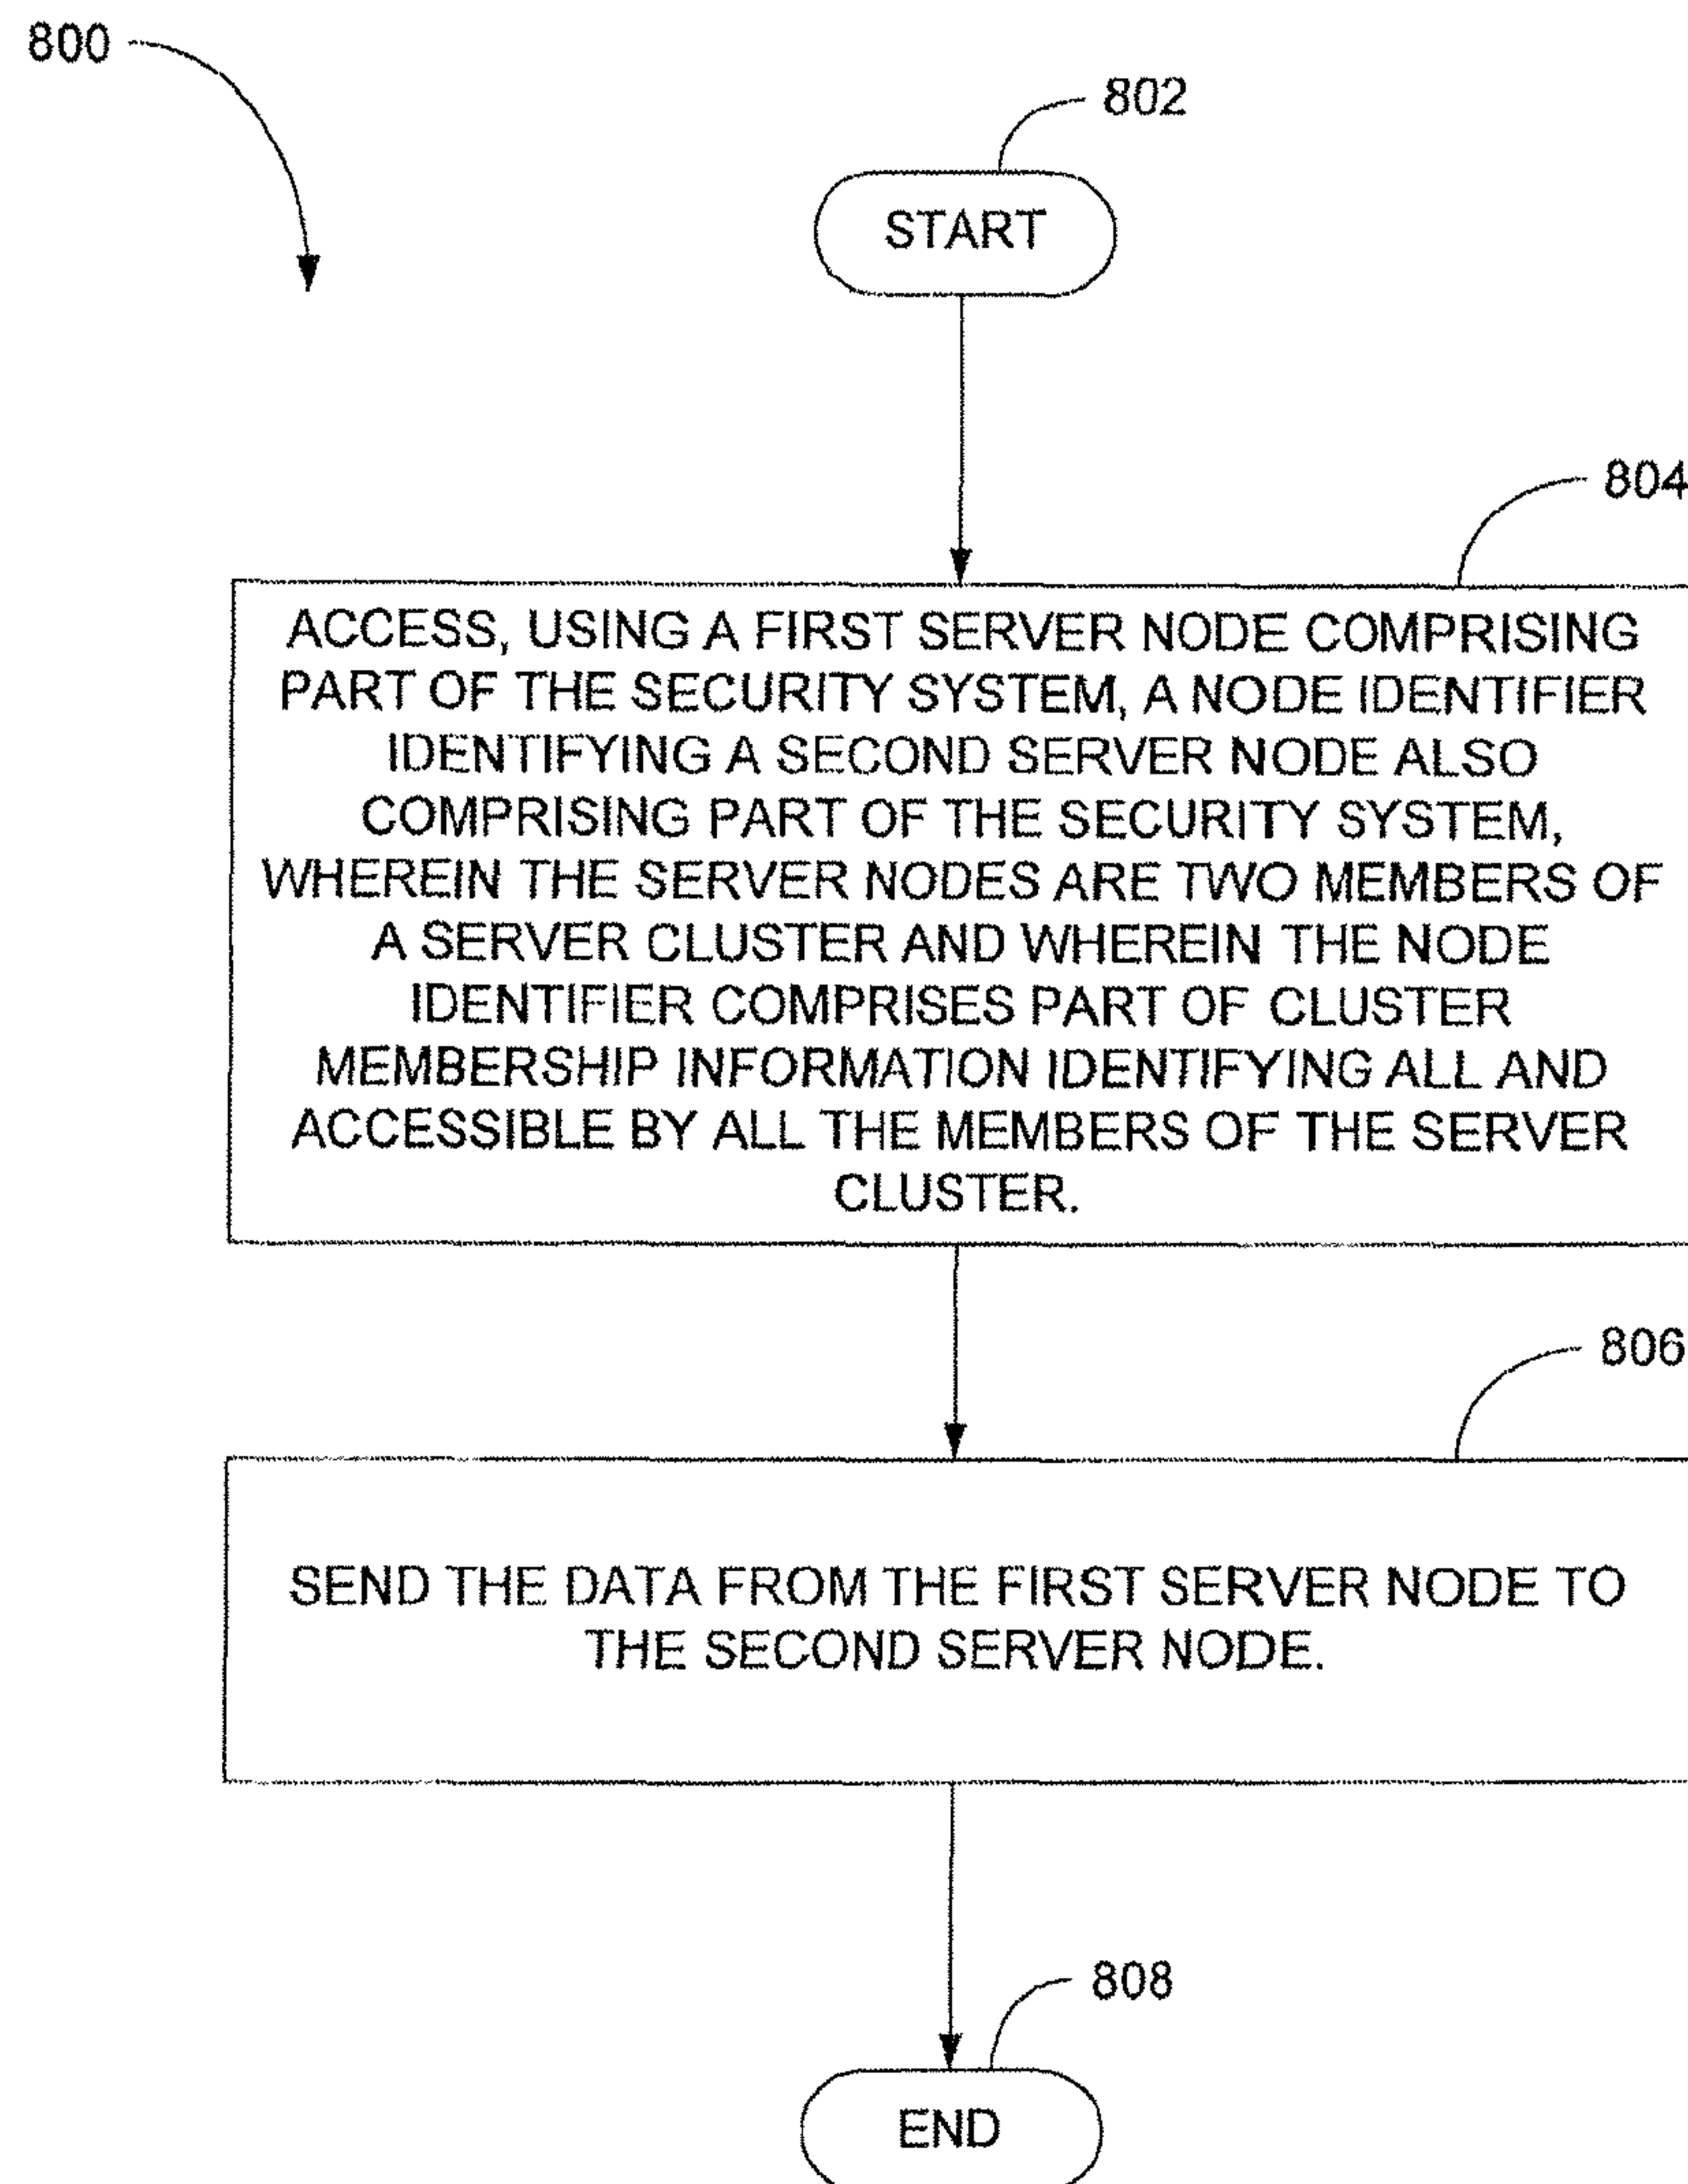 800
802
START
804
ACCESS, USING A FIRST SERVER NODE COMPRISING
PART OF THE SECURITY SYSTEM, A NODE IDENTIFIER
IDENTIFYING A SECOND SERVER NODE ALSO
COMPRISING PART OF THE SECURITY SYSTEM,
WHEREIN THE SERVER NODES ARE TWO MEMBERS OF
A SERVER CLUSTER AND WHEREIN THE NODE
IDENTIFIER COMPRISES PART OF CLUSTER
MEMBERSHIP INFORMATION IDENTIFYING ALL AND
ACCESSIBLE BY ALL THE MEMBERS OF THE SERVER
CLUSTER.
806
SEND THE DATA FROM THE FIRST SERVER NODE TO
THE SECOND SERVER NODE.
808
END